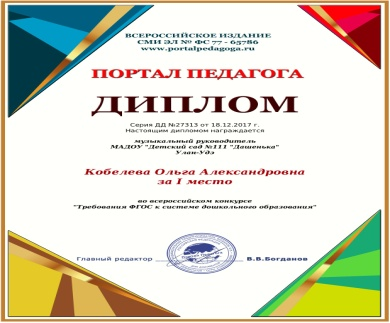 ВСЕРОССИЙСКОЕ ИЗДАНИЕ
СМИ ЭЛ № ФС 77 - 65786
www.portalpedagoga.ru
ПОРТАЛ ПЕДАГОГА
ДИПЛОМ
Серия ДД №27313 от 18.12.2017 г.
Настоящим дипломом награждается
музыкальный руководитель
МАДОУ "Детский сад №111 "Дашенька"
Улан-Удэ
Кобелева Ольга Александровна
за I место
во всероссийском конкурсе
"Требования ФГОС к системе дошкольного образования"
Главный редактор
В.В.Богданов